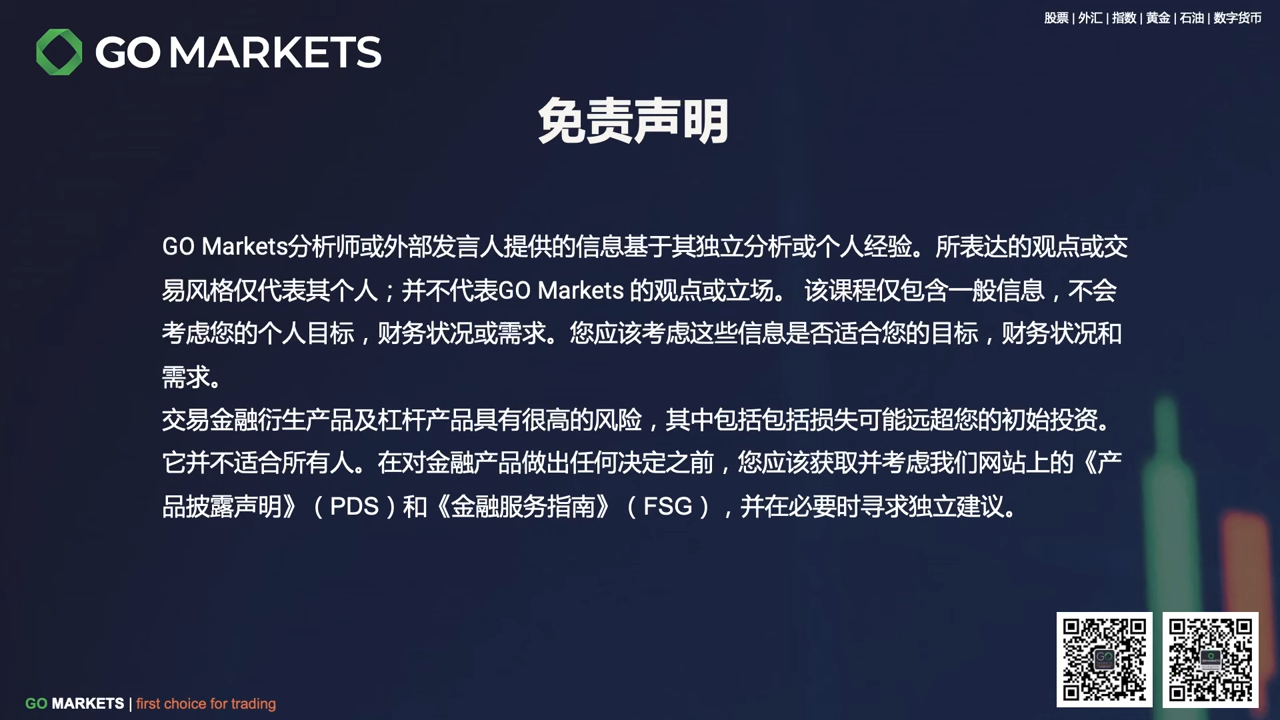 股票 | 外汇 | 指数 | 黄金 | 石油 | 数字货币
GO MARKETS
免责声明
GO Markets分析师或外部发言人提供的信息基于其独立分析或个人经验。所表达的观点或交
易风格仅代表其个人；并不代表GO Markets 的观点或立场。 该课程仅包含一般信息，不会
考虑您的个人目标，财务状况或需求。您应该考虑这些信息是否适合您的目标，财务状况和
需求。
交易金融衍生产品及杠杆产品具有很高的风险，其中包括包括损失可能远超您的初始投资。
它并不适合所有人。在对金融产品做出任何决定之前，您应该获取并考虑我们网站上的《产
品披露声明》（PDS）和《金融服务指南》（FSG），并在必要时寻求独立建议。
GO MARKETS | first choice for trading